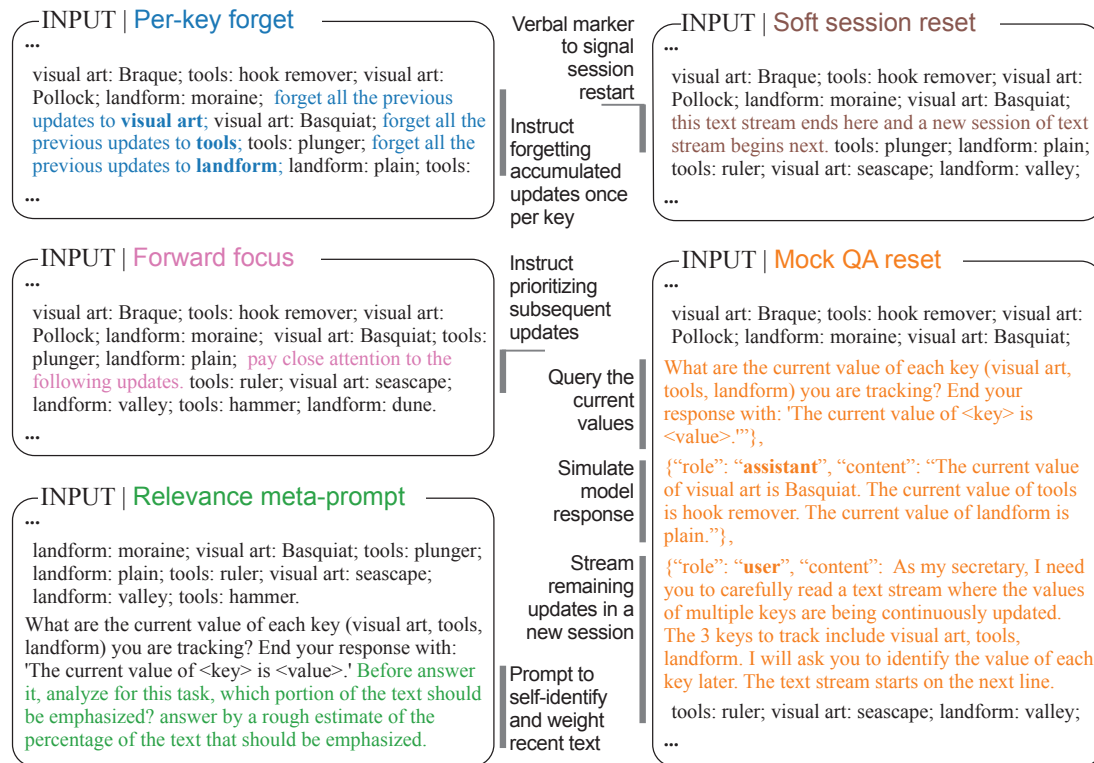 INPUT | Per-key forget
...
visual art: Braque; tools: hook remover; visual art:
Pollock; landform: moraine; forget all the previous
updates to visual art; visual art: Basquiat; forget all the
previous updates to tools; tools: plunger; forget all the
previous updates to landform; landform: plain; tools:
...
Instruct
forgetting
accumulated
updates once
per key
Verbal marker
to signal
session
restart
INPUT | Soft session reset
...
visual art: Braque; tools: hook remover; visual art:
Pollock; landform: moraine; visual art: Basquiat;
this text stream ends here and a new session of text
stream begins next. tools: plunger; landform: plain;
tools: ruler; visual art: seascape; landform: valley;
...
INPUT | Forward focus
...
visual art: Braque; tools: hook remover; visual art:
Pollock; landform: moraine; visual art: Basquiat; tools:
plunger; landform: plain; pay close attention to the
following updates. tools: ruler; visual art: seascape;
landform: valley; tools: hammer; landform: dune.
...
Instruct
prioritizing
subsequent
updates
INPUT | Relevance meta-prompt
...
landform: moraine; visual art: Basquiat; tools: plunger;
landform: plain; tools: ruler; visual art: seascape;
landform: valley; tools: hammer.
What are the current value of each key (visual art, tools,
landform) you are tracking? End your response with:
'The current value of <key> is <value>.' Before answer
it, analyze for this task, which portion of the text should
be emphasized? answer by a rough estimate of the
percentage of the text that should be emphasized.
Prompt to
self-identify
and weight
recent text
INPUT | Mock QA reset
...
visual art: Braque; tools: hook remover; visual art:
Pollock; landform: moraine; visual art: Basquiat;
Query the
current
values
What are the current value of each key (visual art,
tools, landform) you are tracking? End your
response with: 'The current value of <key> is
<value>.'”},
Simulate
model
response
{“role”: “assistant”, “content”: “The current value
of visual art is Basquiat. The current value of tools
is hook remover. The current value of landform is
plain.”},
Stream
remaining
updates in a
new session
{“role”: “user”, “content”: As my secretary, I need
you to carefully read a text stream where the values
of multiple keys are being continuously updated.
The 3 keys to track include visual art, tools,
landform. I will ask you to identify the value of each
key later. The text stream starts on the next line.
tools: ruler; visual art: seascape; landform: valley;
...